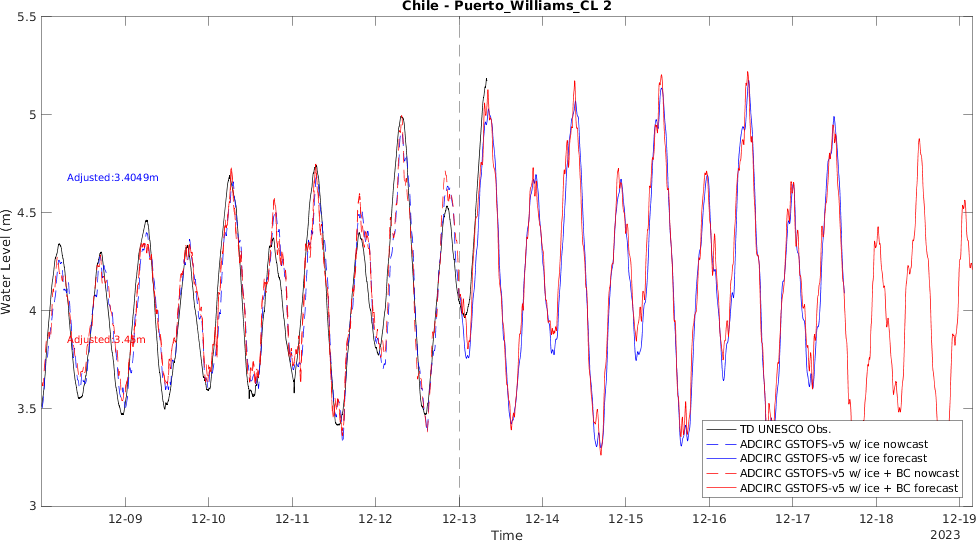 Chile - Puerto_Williams_CL 2
5.5
5
4.5
4
3.5
3
Water Level (m)
Adjusted:3.4049m
Adjusted:3.45m
TD UNESCO Obs.
ADCIRC GSTOFS-v5 w/ ice nowcast
ADCIRC GSTOFS-v5 w/ ice forecast
ADCIRC GSTOFS-v5 w/ ice + BC nowcast
ADCIRC GSTOFS-v5 w/ ice + BC forecast
12-09 12-10 12-11 12-12 12-13 12-14 12-15 12-16 12-17 12-18 12-19
Time
2023